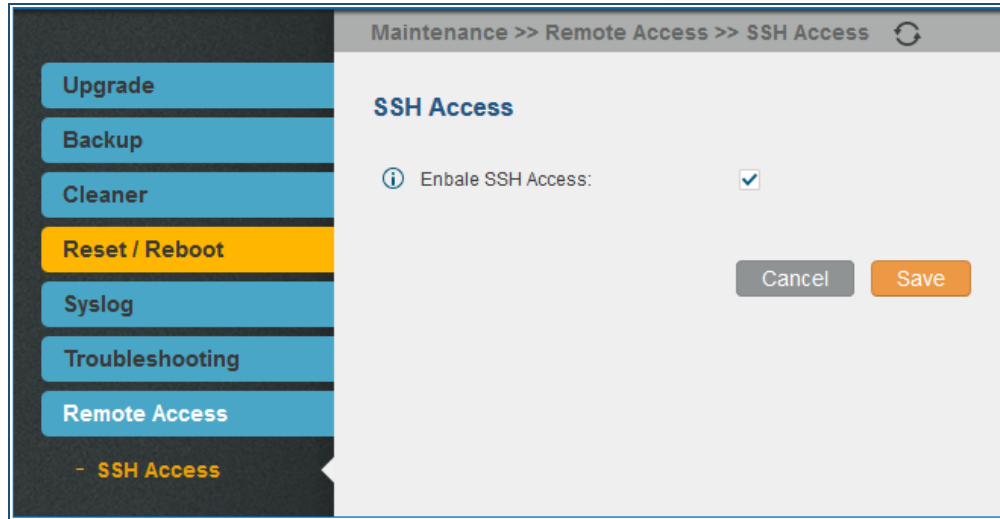 Maintenance >> Remote Access >> SSH Access
Upgrade
Backup
Cleaner
Reset / Reboot
Syslog
Troubleshooting
Remote Access
- SSH Access
SSH Access
Enbale SSH Access:
Cancel
Save